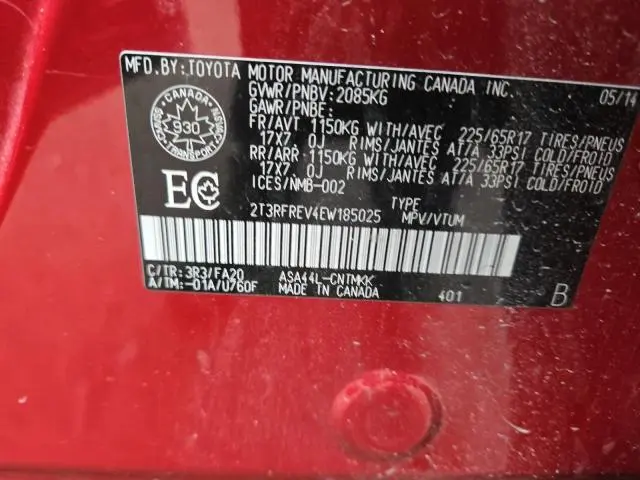 MFD.BY:TOYOTA MOTOR MANUFACTURING CANADA INC. 05/14
GVWR/PNBV:2085KG
GAWR/PNBE:
FR/AVT 1150KG WITH/AVEC 225/65R17 TIRES/PNEUS
17X7.0J RIMS/JANTES AT/A 33PSI COLD/FROID
RR/ARR 1150KG WITH/AVEC 225/65R17 TIRES/PNEUS
17X7.0J RIMS/JANTES AT/A 33PSI COLD/FROID
ICES/NMB-002
CANADA
930
EC
2T3RFREV4EW185025 TYPE
MPV/VTUM
C/TR:3R3/FA20 ASA44L-CNTMKK
A/TM:-01A/U760F MADE IN CANADA 401 B